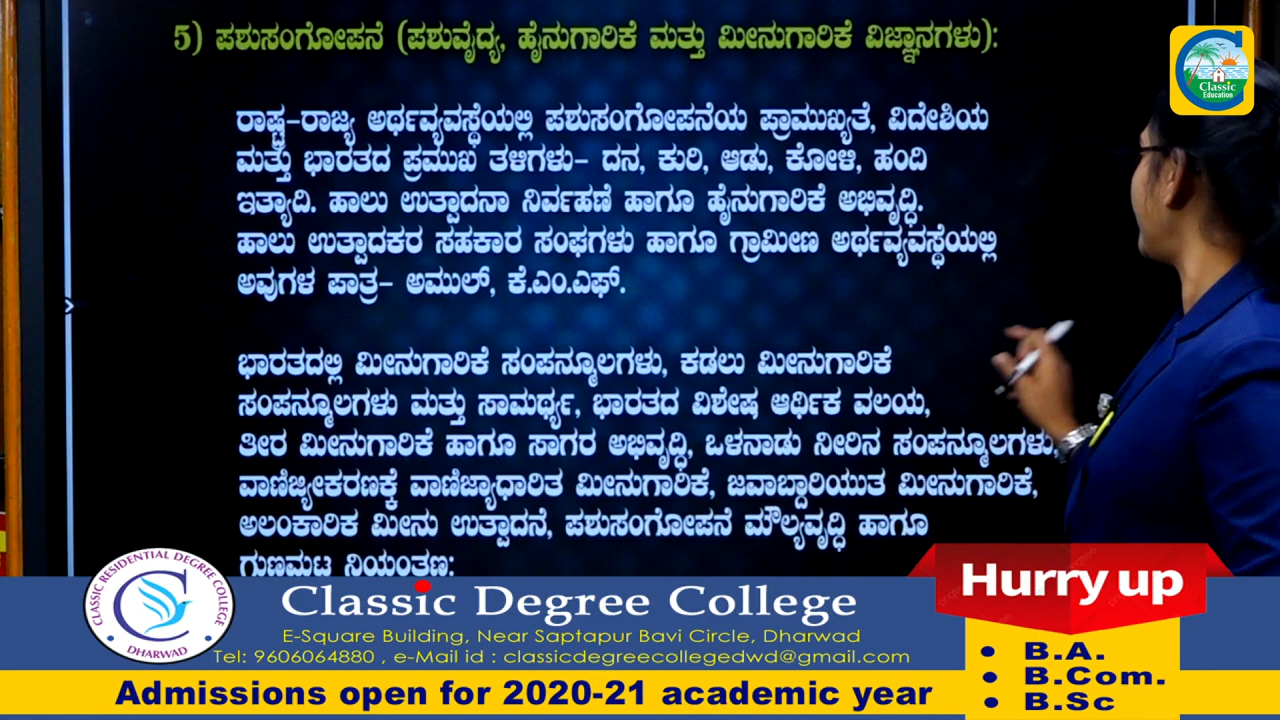 5) ಪಶುಸಂಗೋಪನೆ (ಪಶುವೈದ್ಯ, ಹೈನುಗಾರಿಕೆ ಮತ್ತು ಮೀನುಗಾರಿಕೆ ವಿಜ್ಞಾನಗಳು):
Classic
Education
ರಾಷ್ಟ್ರ-ರಾಜ್ಯ ಅರ್ಥವ್ಯವಸ್ಥೆಯಲ್ಲಿ ಪಶುಸಂಗೋಪನೆಯ ಪ್ರಾಮುಖ್ಯತೆ, ವಿದೇಶಿಯ
ಮತ್ತು ಭಾರತದ ಪ್ರಮುಖ ತಳಿಗಳು- ದನ, ಕುರಿ, ಆಡು, ಕೋಳಿ, ಹಂದಿ
ಇತ್ಯಾದಿ. ಹಾಲು ಉತ್ಪಾದನಾ ನಿರ್ವಹಣೆ ಹಾಗೂ ಹೈನುಗಾರಿಕೆ ಅಭಿವೃದ್ಧಿ.
ಹಾಲು ಉತ್ಪಾದಕರ ಸಹಕಾರ ಸಂಘಗಳು ಹಾಗೂ ಗ್ರಾಮೀಣ ಅರ್ಥವ್ಯವಸ್ಥೆಯಲ್ಲಿ
ಅವುಗಳ ಪಾತ್ರ- ಅಮುಲ್, ಕೆ.ಎಂ.ಎಫ್.
ಭಾರತದಲ್ಲಿ ಮೀನುಗಾರಿಕೆ ಸಂಪನ್ಮೂಲಗಳು, ಕಡಲು ಮೀನುಗಾರಿಕೆ
ಸಂಪನ್ಮೂಲಗಳು ಮತ್ತು ಸಾಮರ್ಥ್ಯ, ಭಾರತದ ವಿಶೇಷ ಆರ್ಥಿಕ ವಲಯ,
ತೀರ ಮೀನುಗಾರಿಕೆ ಹಾಗೂ ಸಾಗರ ಅಭಿವೃದ್ಧಿ, ಒಳನಾಡು ನೀರಿನ ಸಂಪನ್ಮೂಲಗಳು,
ವಾಣಿಜ್ಯೀಕರಣಕ್ಕೆ ವಾಣಿಜ್ಯಾಧಾರಿತ ಮೀನುಗಾರಿಕೆ, ಜವಾಬ್ದಾರಿಯುತ ಮೀನುಗಾರಿಕೆ,
ಅಲಂಕಾರಿಕ ಮೀನು ಉತ್ಪಾದನೆ, ಪಶುಸಂಗೋಪನೆ ಮೌಲ್ಯವೃದ್ಧಿ ಹಾಗೂ
ಗುಣಮಟ ನಿಯಂತ್ರಣ:
CLASSIC RESIDENTIAL DEGREE COLLEGE
DHARWAD
Classic Degree College
E-Square Building, Near Saptapur Bavi Circle, Dharwad
Tel: 9606064880 , e-Mail id : classicdegreecollegedwd@gmail.com
Admissions open for 2020-21 academic year
Hurry up
• B.A.
• B.Com.
• B.Sc